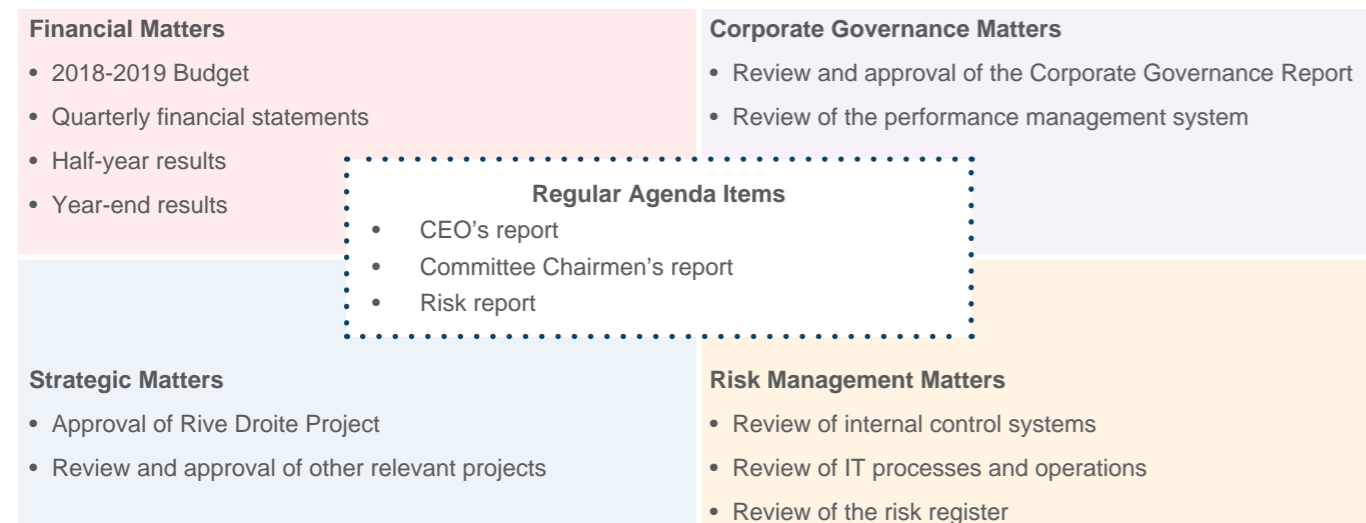 Financial Matters
• 2018-2019 Budget
• Quarterly financial statements
• Half-year results
• Year-end results
Corporate Governance Matters
• Review and approval of the Corporate Governance Report
• Review of the performance management system
Regular Agenda Items
• CEO’s report
• Committee Chairmen’s report
• Risk report
Strategic Matters
• Approval of Rive Droite Project
• Review and approval of other relevant projects
Risk Management Matters
• Review of internal control systems
• Review of IT processes and operations
• Review of the risk register